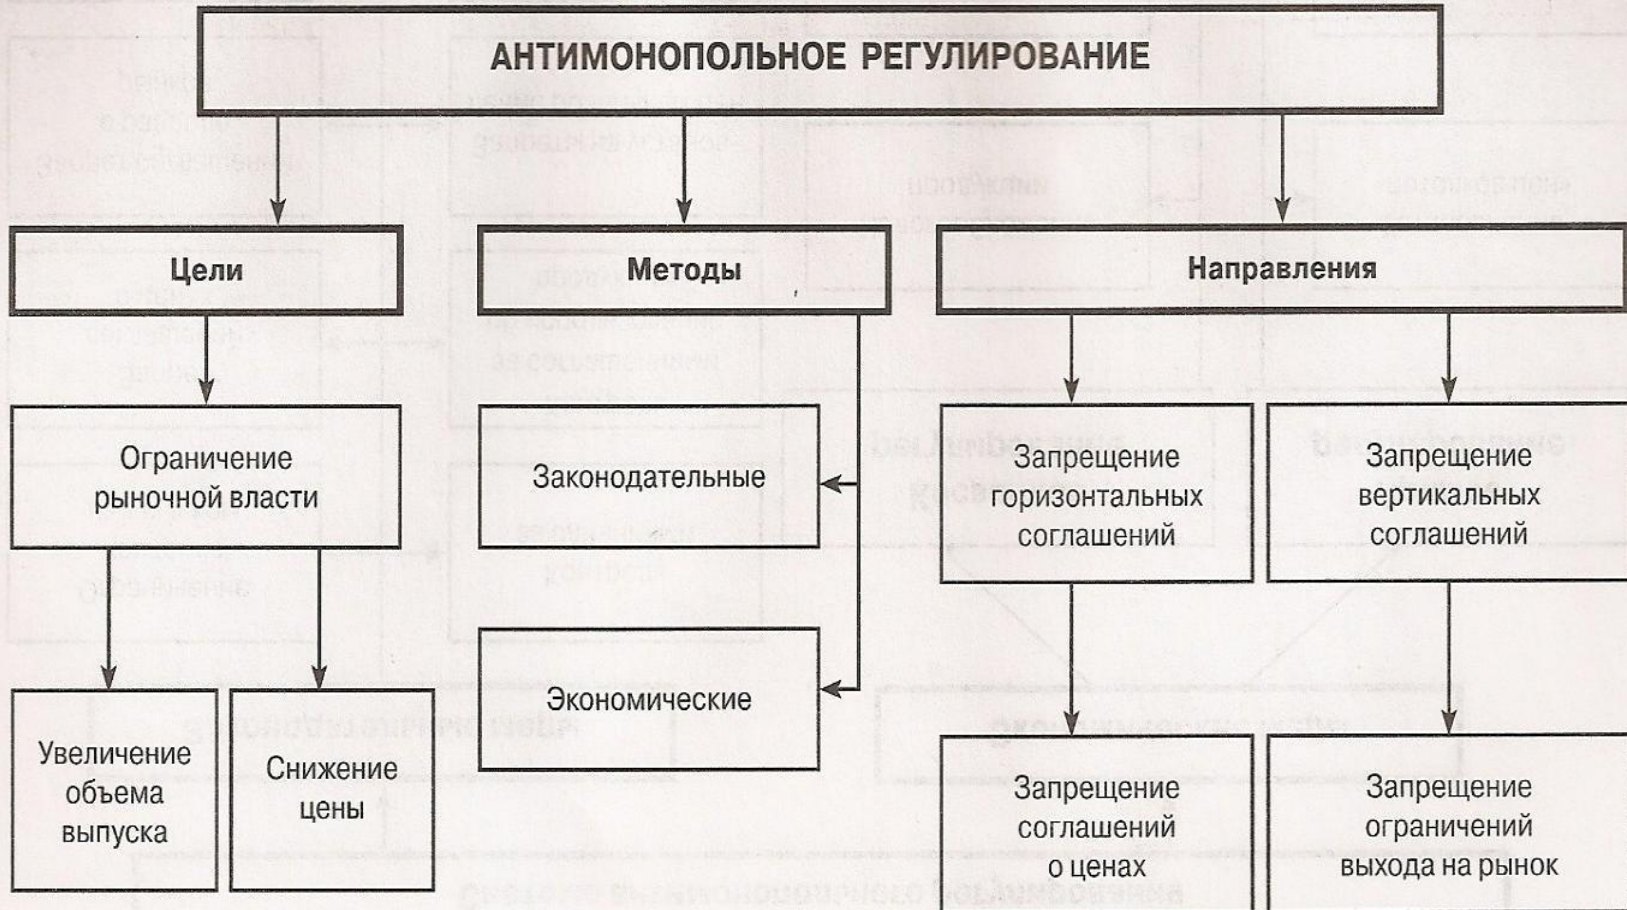 АНТИМОНОПОЛЬНОЕ РЕГУЛИРОВАНИЕ
Цели
Методы
Направления
Ограничение
рыночной власти
Законодательные
Запрещение
горизонтальных
соглашений
Запрещение
вертикальных
соглашений
Увеличение
объема
выпуска
Снижение
цены
Экономические
Запрещение
соглашений
о ценах
Запрещение
ограничений
выхода на рынок